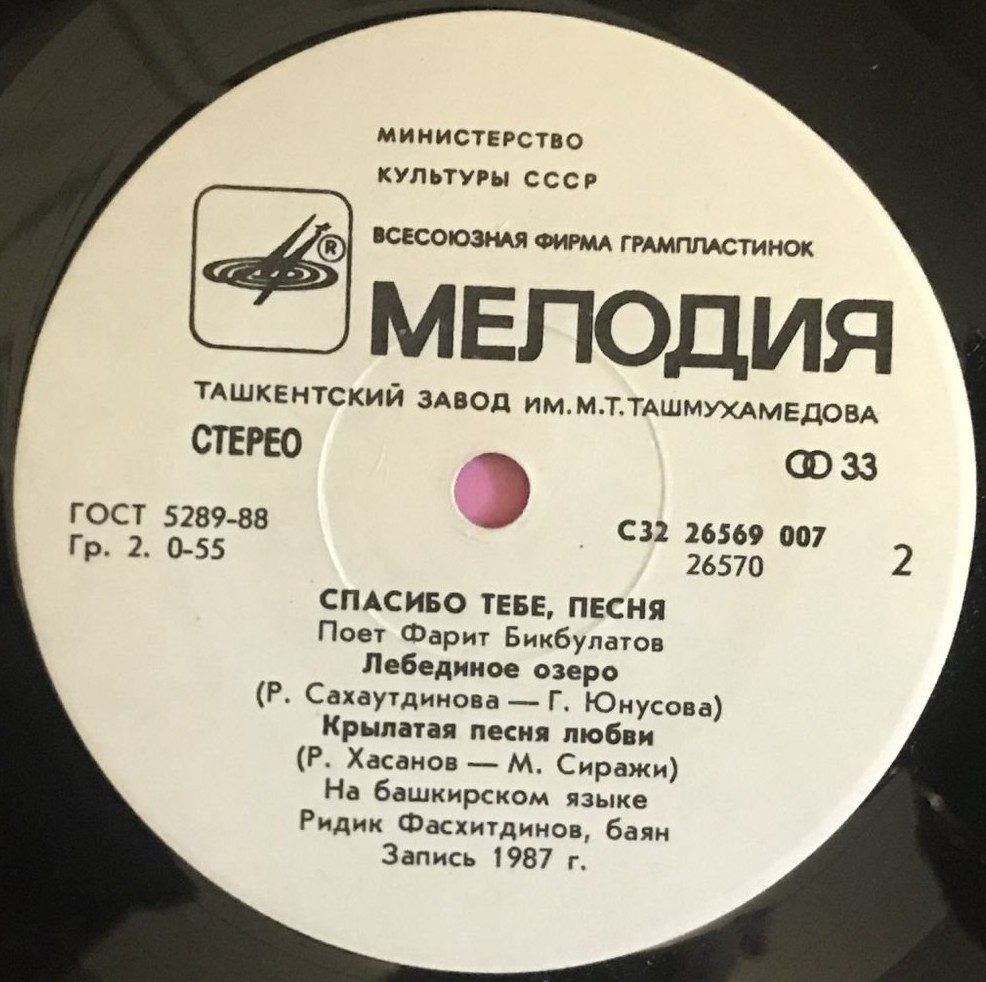 МИНИСТЕРСТВО
КУЛЬТУРЫ СССР
ВСЕСОЮЗНАЯ ФИРМА ГРАМПЛАСТИНОК
®
МЕЛОДИЯ
ТАШКЕНТСКИЙ ЗАВОД ИМ.М.Т.ТАШМУХАМЕДОВА
СТЕРЕО
33
ГОСТ 5289-88
Гр. 2. 0-55
С32 26569 007
26570
2
СПАСИБО ТЕБЕ, ПЕСНЯ
Поет Фарит Бикбулатов
Лебединое озеро
(Р. Сахаутдинова — Г. Юнусова)
Крылатая песня любви
(Р. Хасанов — М. Сиражи)
На башкирском языке
Ридик Фасхитдинов, баян
Запись 1987 г.